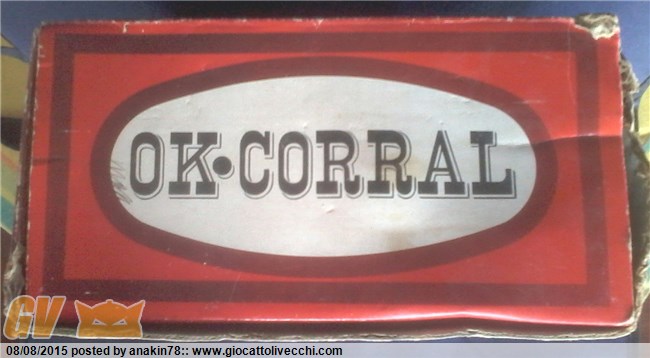 OK•CORRAL
GV
08/08/2015 posted by anakin78:: www.giocattolivecchi.com